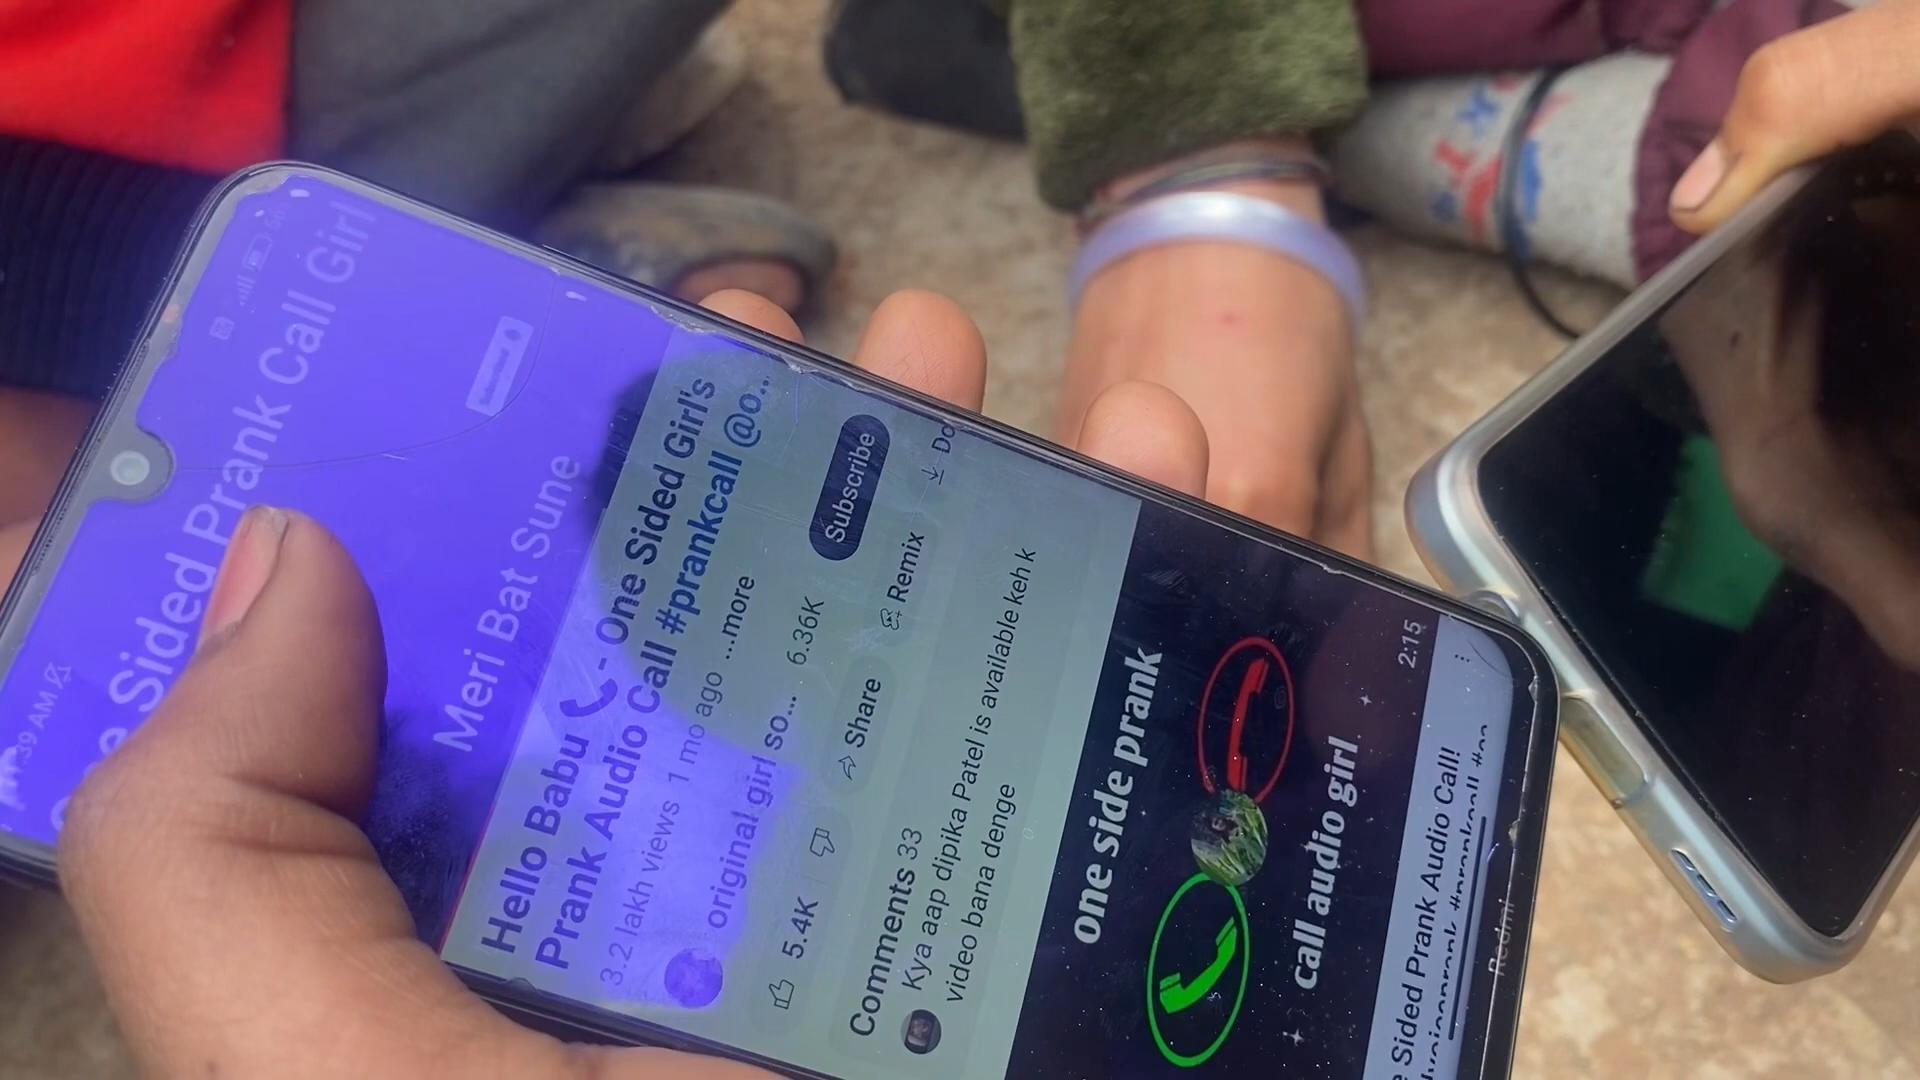 39 AM
One Sided Prank Call Girl
Subscribed
Meri Bat Sune
Hello Babu 📞 - One Sided Girl's
Prank Audio Call #prankcall @o...
3.2 lakh views 1 mo ago ...more
original girl so... 6.36K Subscribe
5.4K Share Remix Do
Comments 33
Kya aap dipika Patel is available keh k
video bana denge
one side prank
call audio girl
2:15
e Sided Prank Audio Call!
Redmi